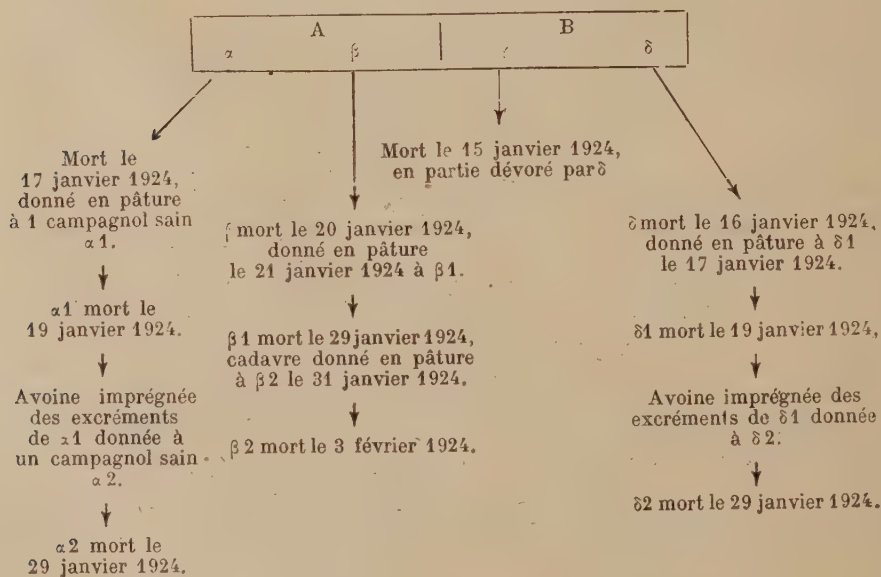 A B
α β γ δ
Mort le
17 janvier 1924,
donné en pâture
à 1 campagnol sain
α1.
α1 mort le
19 janvier 1924.
Avoine imprégnée
des excréments
de α1 donnée à
un campagnol sain
α2.
α2 mort le
29 janvier 1924.
mort le 20 janvier 1924,
donné en pâture
le 21 janvier 1924 à β1.
β1 mort le 29 janvier 1924,
cadavre donné en pâture
à β2 le 31 janvier 1924.
β2 mort le 3 février 1924.
Mort le 15 janvier 1924,
en partie dévoré par δ
δ mort le 16 janvier 1924,
donné en pâture à δ1
le 17 janvier 1924.
δ1 mort le 19 janvier 1924,
Avoine imprégnée des
excréments de δ1 donnée
à δ2.
δ2 mort le 29 janvier 1924.